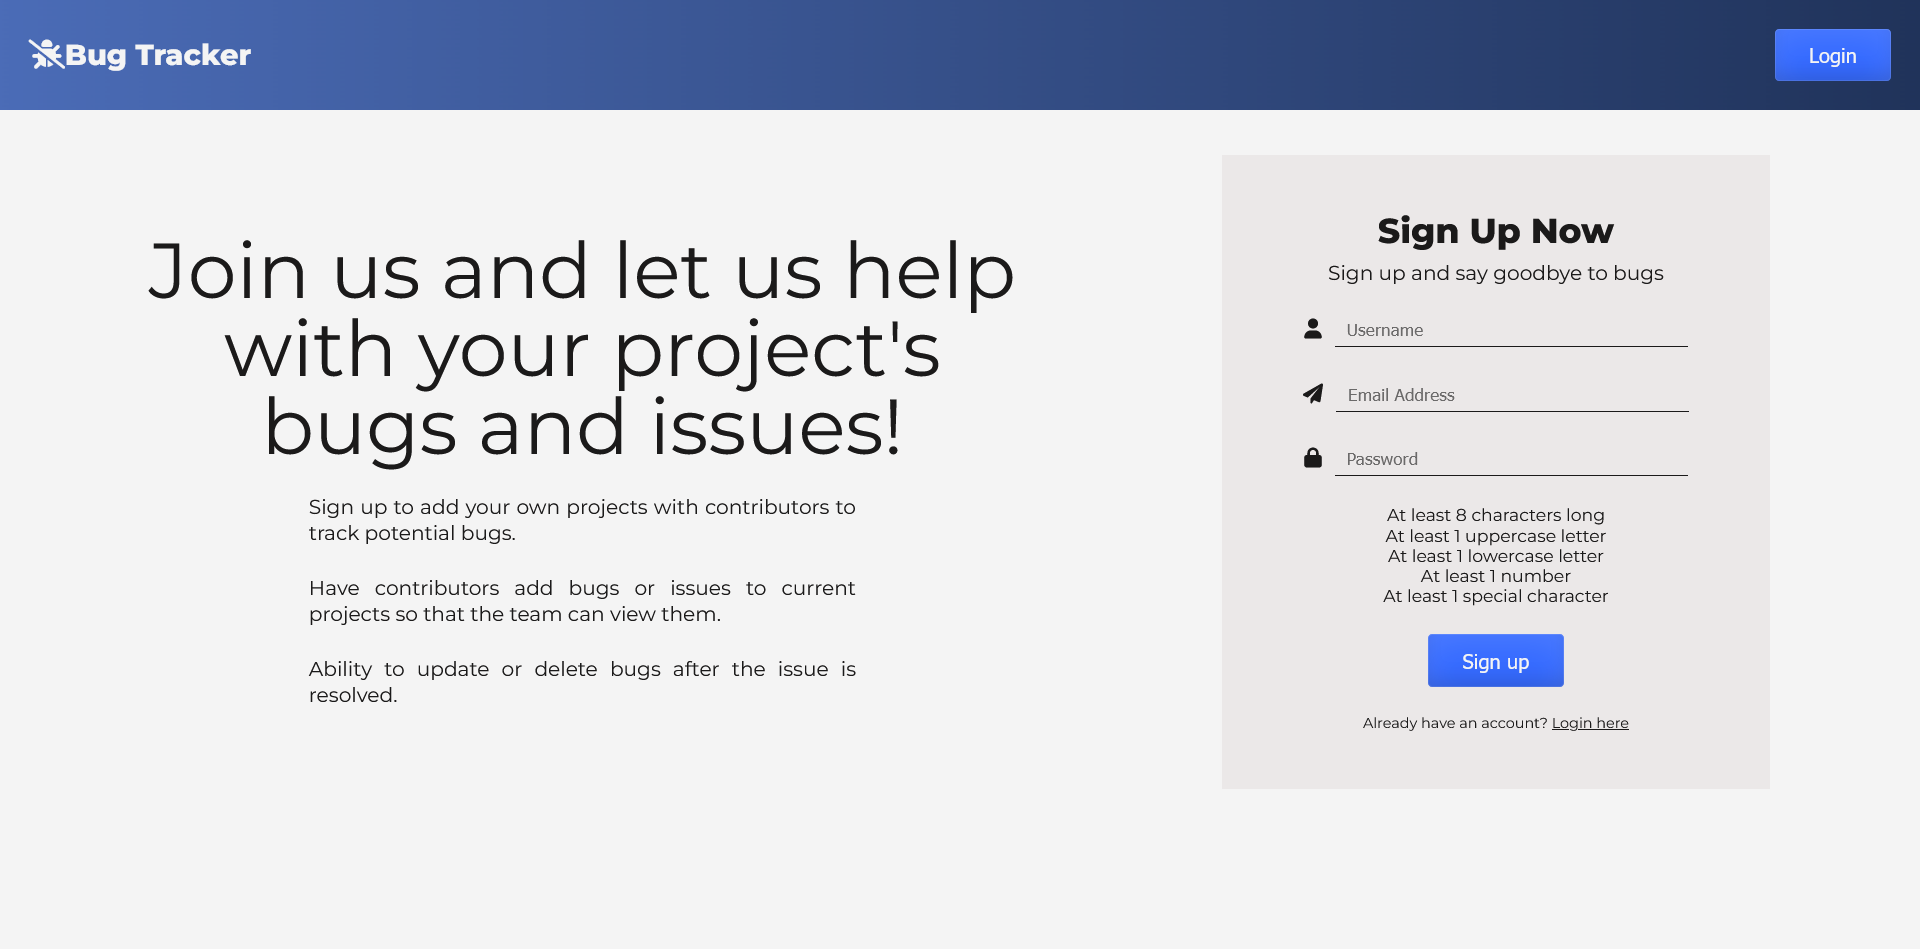 Bug Tracker
Login
Join us and let us help
with your project's
bugs and issues!
Sign up to add your own projects with contributors to
track potential bugs.
Have contributors add bugs or issues to current
projects so that the team can view them.
Ability to update or delete bugs after the issue is
resolved.
Sign Up Now
Sign up and say goodbye to bugs
Username
Email Address
Password
At least 8 characters long
At least 1 uppercase letter
At least 1 lowercase letter
At least 1 number
At least 1 special character
Sign up
Already have an account? Login here